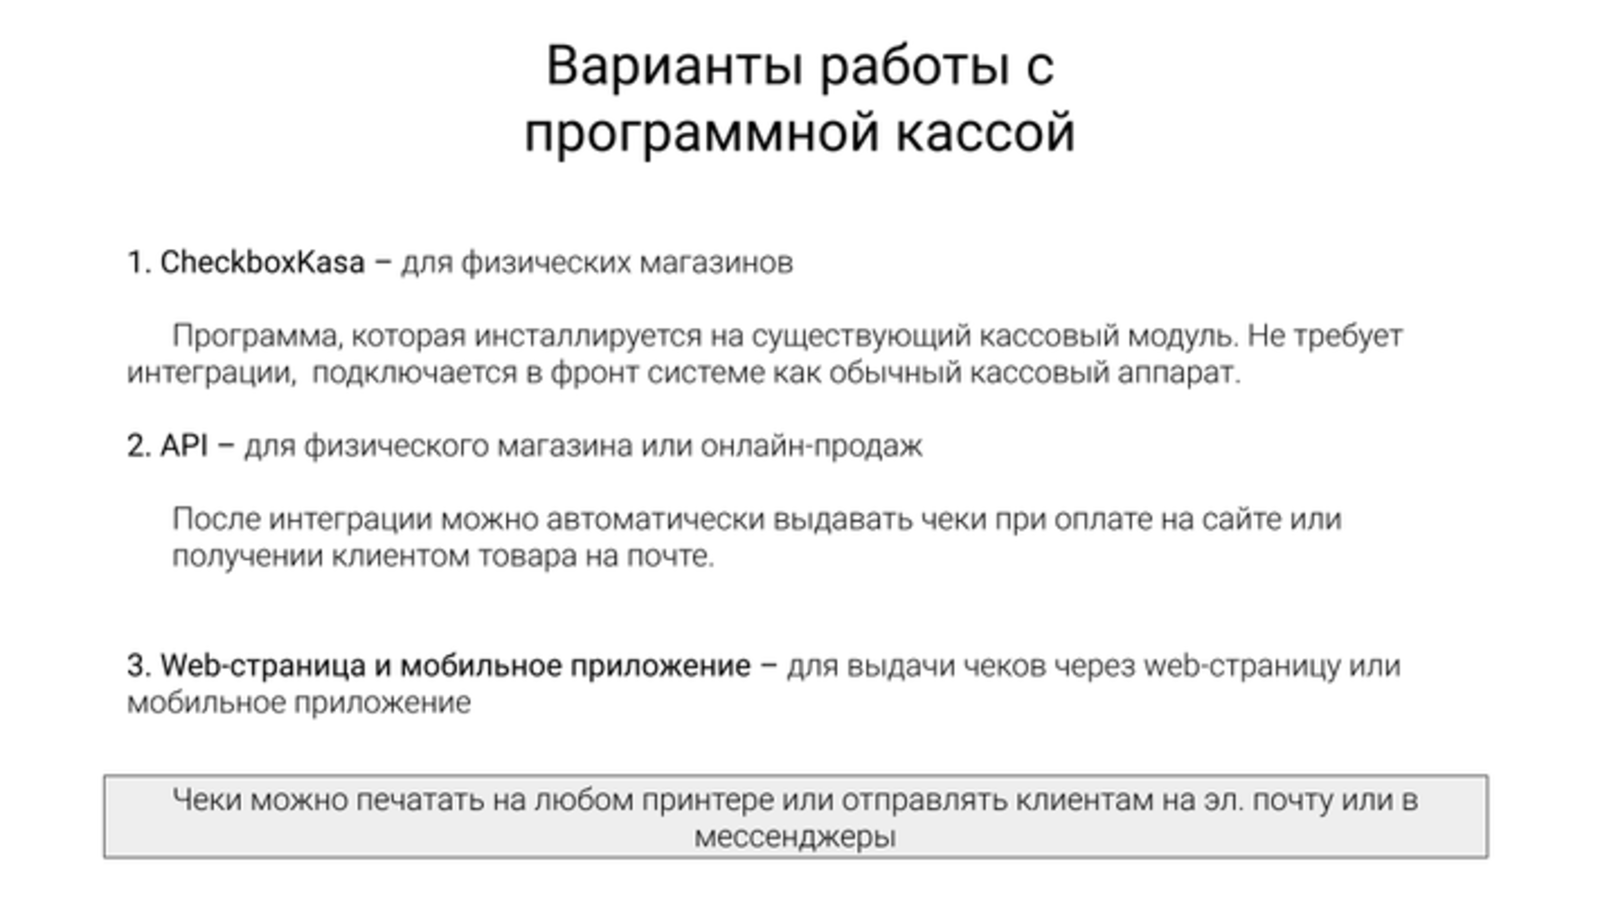 Варианты работы с
программной кассой
1. CheckboxKasa – для физических магазинов
Программа, которая инсталлируется на существующий кассовый модуль. Не требует
интеграции,  подключается в фронт системе как обычный кассовый аппарат.
2. API – для физического магазина или онлайн-продаж
После интеграции можно автоматически выдавать чеки при оплате на сайте или
получении клиентом товара на почте.
3. Web-страница и мобильное приложение – для выдачи чеков через web-страницу или
мобильное приложение
Чеки можно печатать на любом принтере или отправлять клиентам на эл. почту или в
мессенджеры